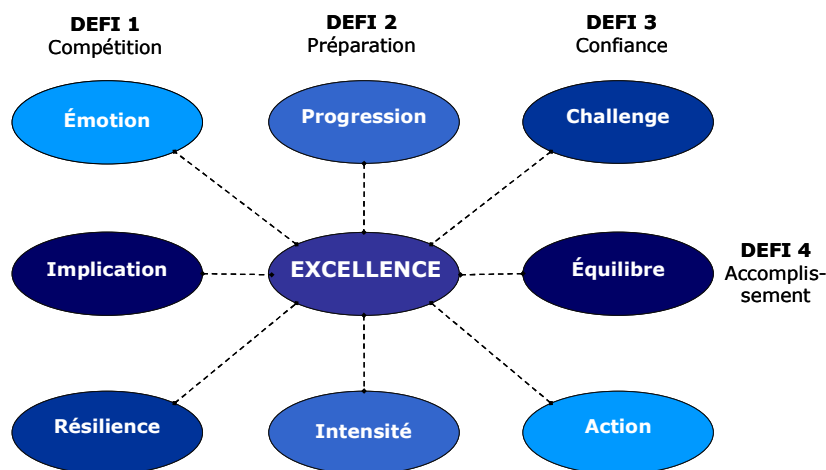 DEFI 1
Compétition
DEFI 2
Préparation
DEFI 3
Confiance
Émotion
Progression
Challenge
Implication
EXCELLENCE
Équilibre
DEFI 4
Accomplis-
sement
Résilience
Intensité
Action